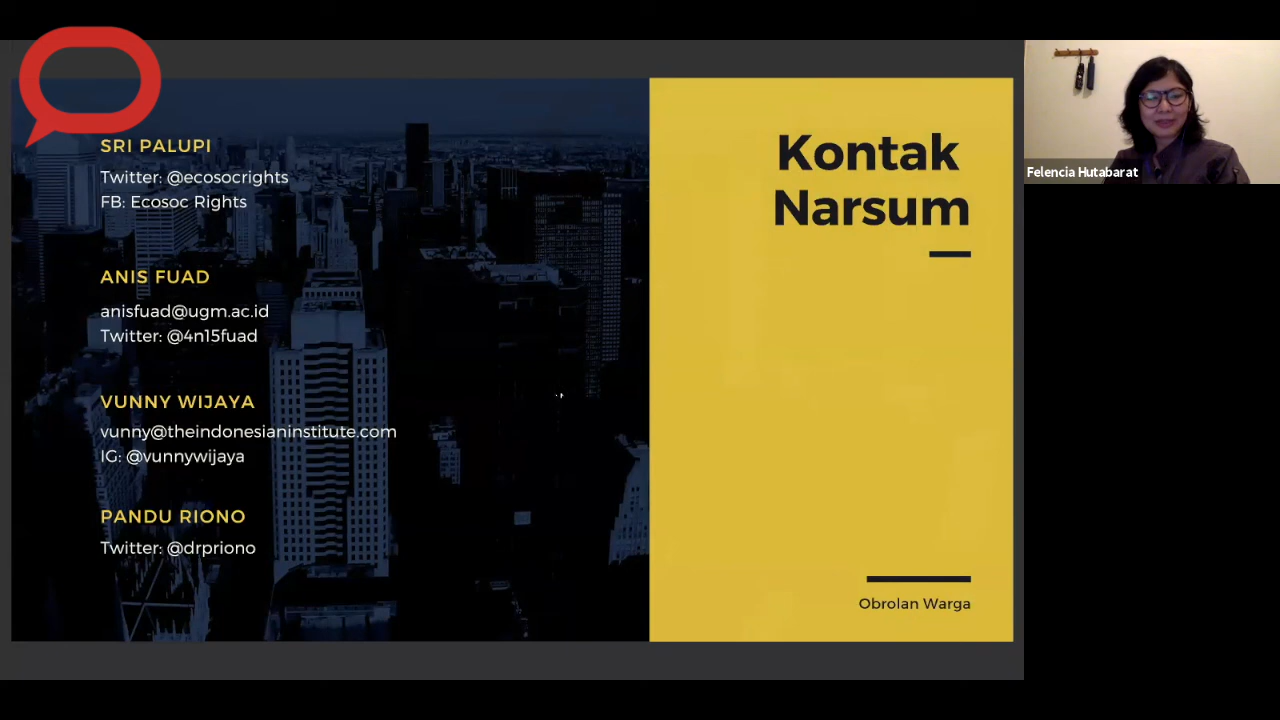 SRI PALUPI
Twitter: @ecosocrights
FB: Ecosoc Rights
ANIS FUAD
anisfuad@ugm.ac.id
Twitter: @4n15fuad
VUNNY WIJAYA
vunny@theindonesianinstitute.com
IG: @vunnywijaya
PANDU RIONO
Twitter: @drpriono
Kontak
Narsum
Obrolan Warga
Felencia Hutabarat